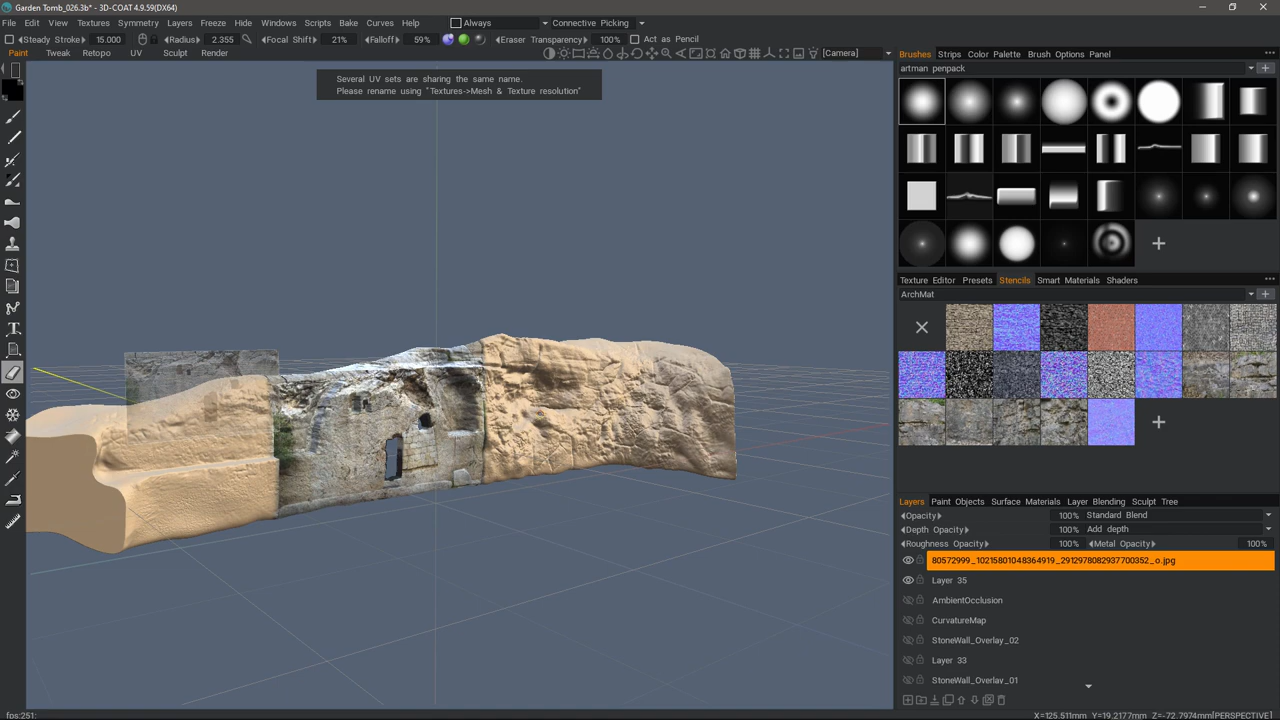 Garden Tomb_026.3b* - 3D-COAT 4.9.59(DX64)
File Edit View Textures Symmetry Layers Freeze Hide Windows Scripts Bake Curves Help Always Connective Picking
Steady Stroke 15.000 Radius 2.355 Focal Shift 21% Falloff 59% Eraser Transparency 100% Act as Pencil
Paint Tweak Retopo UV Sculpt Render [Camera]
Several UV sets are sharing the same name.
Please rename using "Textures->Mesh & Texture resolution"
Brushes Strips Color Palette Brush Options Panel
artman penpack
Texture Editor Presets Stencils Smart Materials Shaders
ArchMat
Layers Paint Objects Surface Materials Layer Blending Sculpt Tree
Opacity 100% Standard Blend
Depth Opacity 100% Add depth
Roughness Opacity 100% Metal Opacity 100%
80572999_10215801048364919_2912978082937700352_o.jpg
Layer 35
AmbientOcclusion
CurvatureMap
StoneWall_Overlay_02
Layer 33
StoneWall_Overlay_01
fps:251: X=125.511mm Y=19.2177mm Z=-72.7974m[PERSPECTIVE]